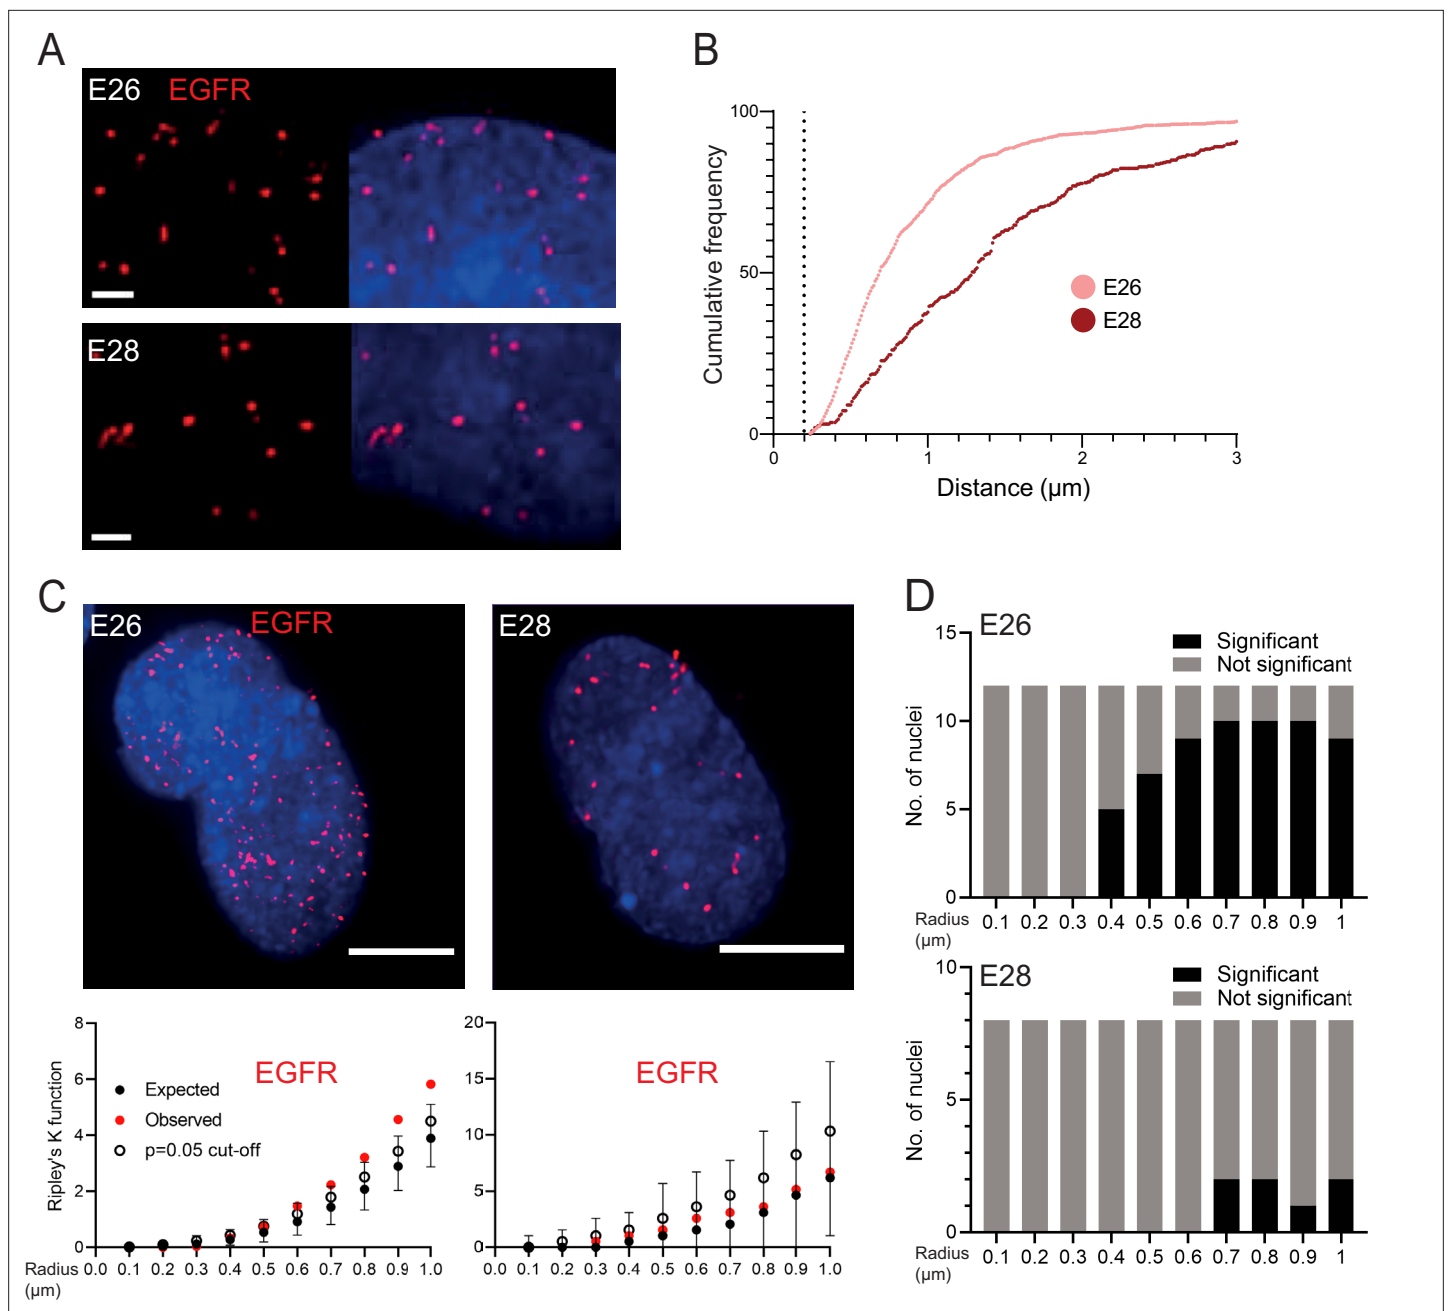 A
E26 EGFR
E28
B
100
50
0
Cumulative frequency
0 1 2 3
Distance (µm)
E26
E28
C
E26 EGFR
E28
8
6
4
2
0
Ripley's K function
EGFR
Expected
Observed
p=0.05 cut-off
Radius (µm)
0.0 0.1 0.2 0.3 0.4 0.5 0.6 0.7 0.8 0.9 1.0
20
15
10
5
0
EGFR
0.0 0.1 0.2 0.3 0.4 0.5 0.6 0.7 0.8 0.9 1.0
D
E26
Significant
Not significant
15
10
5
0
No. of nuclei
Radius (µm)
0.1 0.2 0.3 0.4 0.5 0.6 0.7 0.8 0.9 1
E28
Significant
Not significant
10
5
0
No. of nuclei
Radius (µm)
0.1 0.2 0.3 0.4 0.5 0.6 0.7 0.8 0.9 1